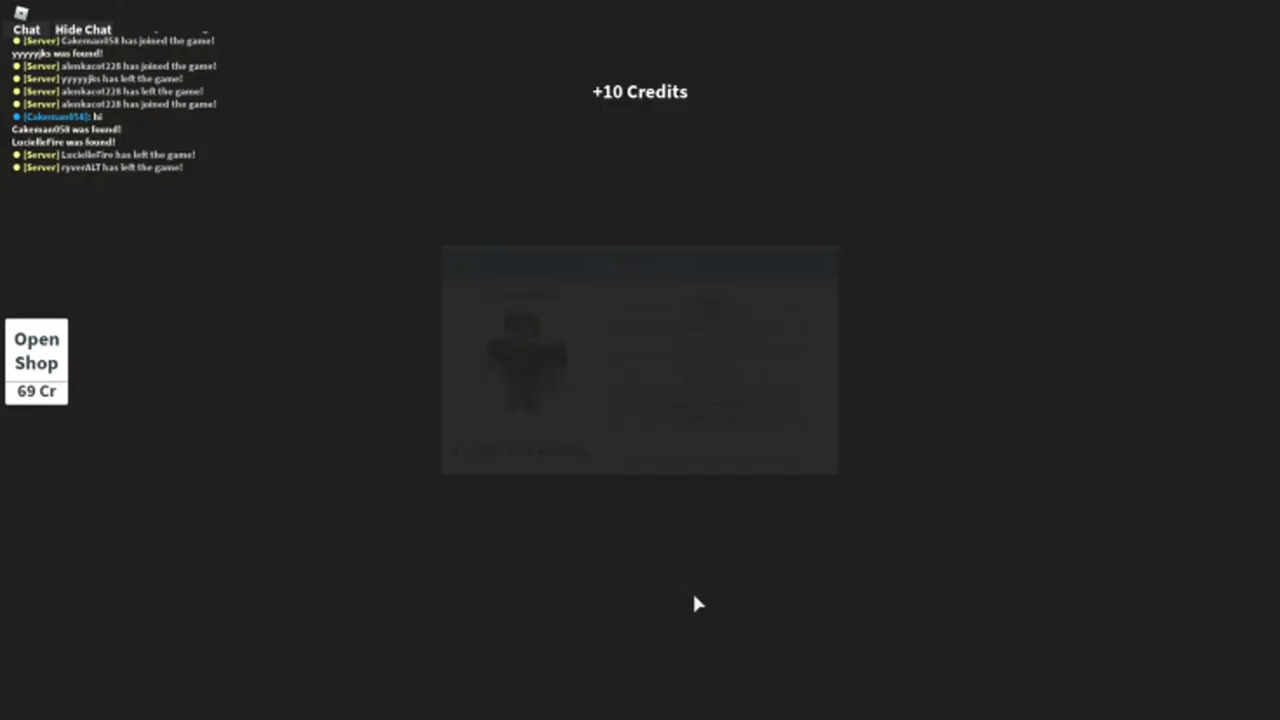 Chat Hide Chat
[Server] Cakeman058 has joined the game!
yyyyyjks was found!
[Server] alenkacot228 has joined the game!
[Server] yyyyyjks has left the game!
[Server] alenkacot228 has left the game!
[Server] alenkacot228 has joined the game!
[Cakeman058]: hi
Cakeman058 was found!
LucielleFire was found!
[Server] LucielleFire has left the game!
[Server] ryverALT has left the game!
+10 Credits
Open
Shop
69 Cr